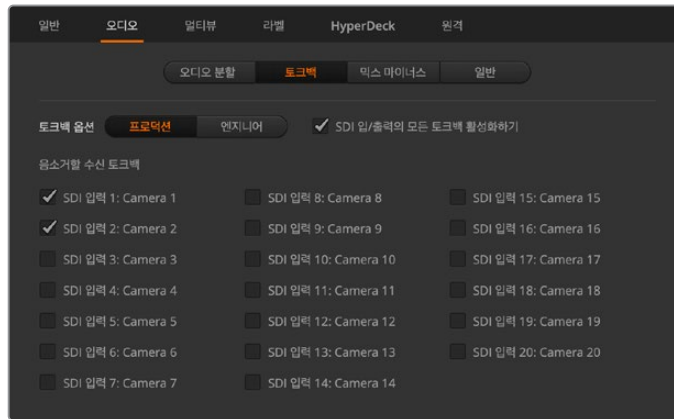 일반 오디오 멀티뷰 라벨 HyperDeck 원격
오디오 분할 토크백 믹스 마이너스 일반
토크백 옵션 프로덕션 엔지니어 SDI 입/출력의 모든 토크백 활성화하기
음소거할 수신 토크백
SDI 입력 1: Camera 1 SDI 입력 8: Camera 8 SDI 입력 15: Camera 15
SDI 입력 2: Camera 2 SDI 입력 9: Camera 9 SDI 입력 16: Camera 16
SDI 입력 3: Camera 3 SDI 입력 10: Camera 10 SDI 입력 17: Camera 17
SDI 입력 4: Camera 4 SDI 입력 11: Camera 11 SDI 입력 18: Camera 18
SDI 입력 5: Camera 5 SDI 입력 12: Camera 12 SDI 입력 19: Camera 19
SDI 입력 6: Camera 6 SDI 입력 13: Camera 13 SDI 입력 20: Camera 20
SDI 입력 7: Camera 7 SDI 입력 14: Camera 14